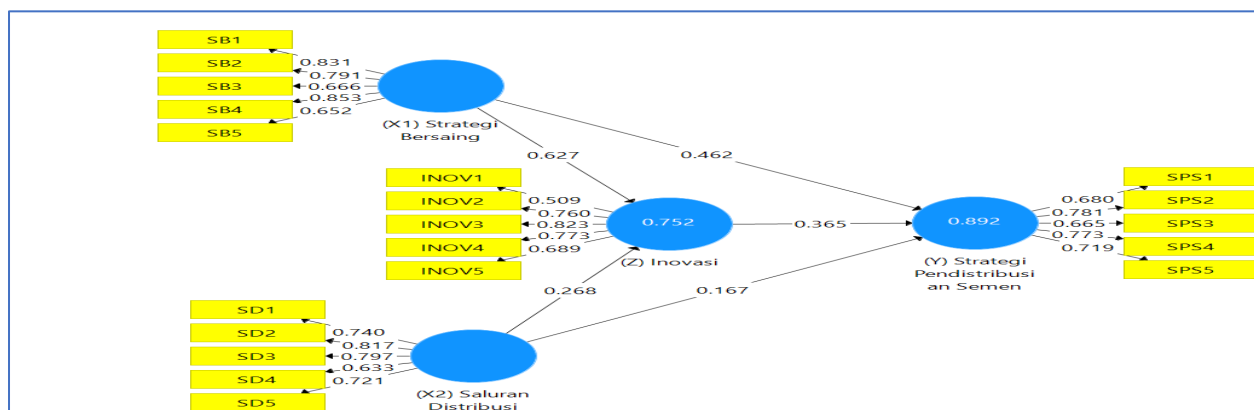 SB1
SB2
SB3
SB4
SB5
0.831
0.791
0.666
0.853
0.652
(X1) Strategi
Bersaing
0.627
0.462
INOV1
INOV2
INOV3
INOV4
INOV5
0.509
0.760
0.823
0.773
0.689
0.752
(Z) Inovasi
0.365
0.892
(Y) Strategi
Pendistribusi
an Semen
0.680
0.781
0.665
0.773
0.719
SPS1
SPS2
SPS3
SPS4
SPS5
0.268
0.167
SD1
SD2
SD3
SD4
SD5
0.740
0.817
0.797
0.633
0.721
(X2) Saluran
Distribusi